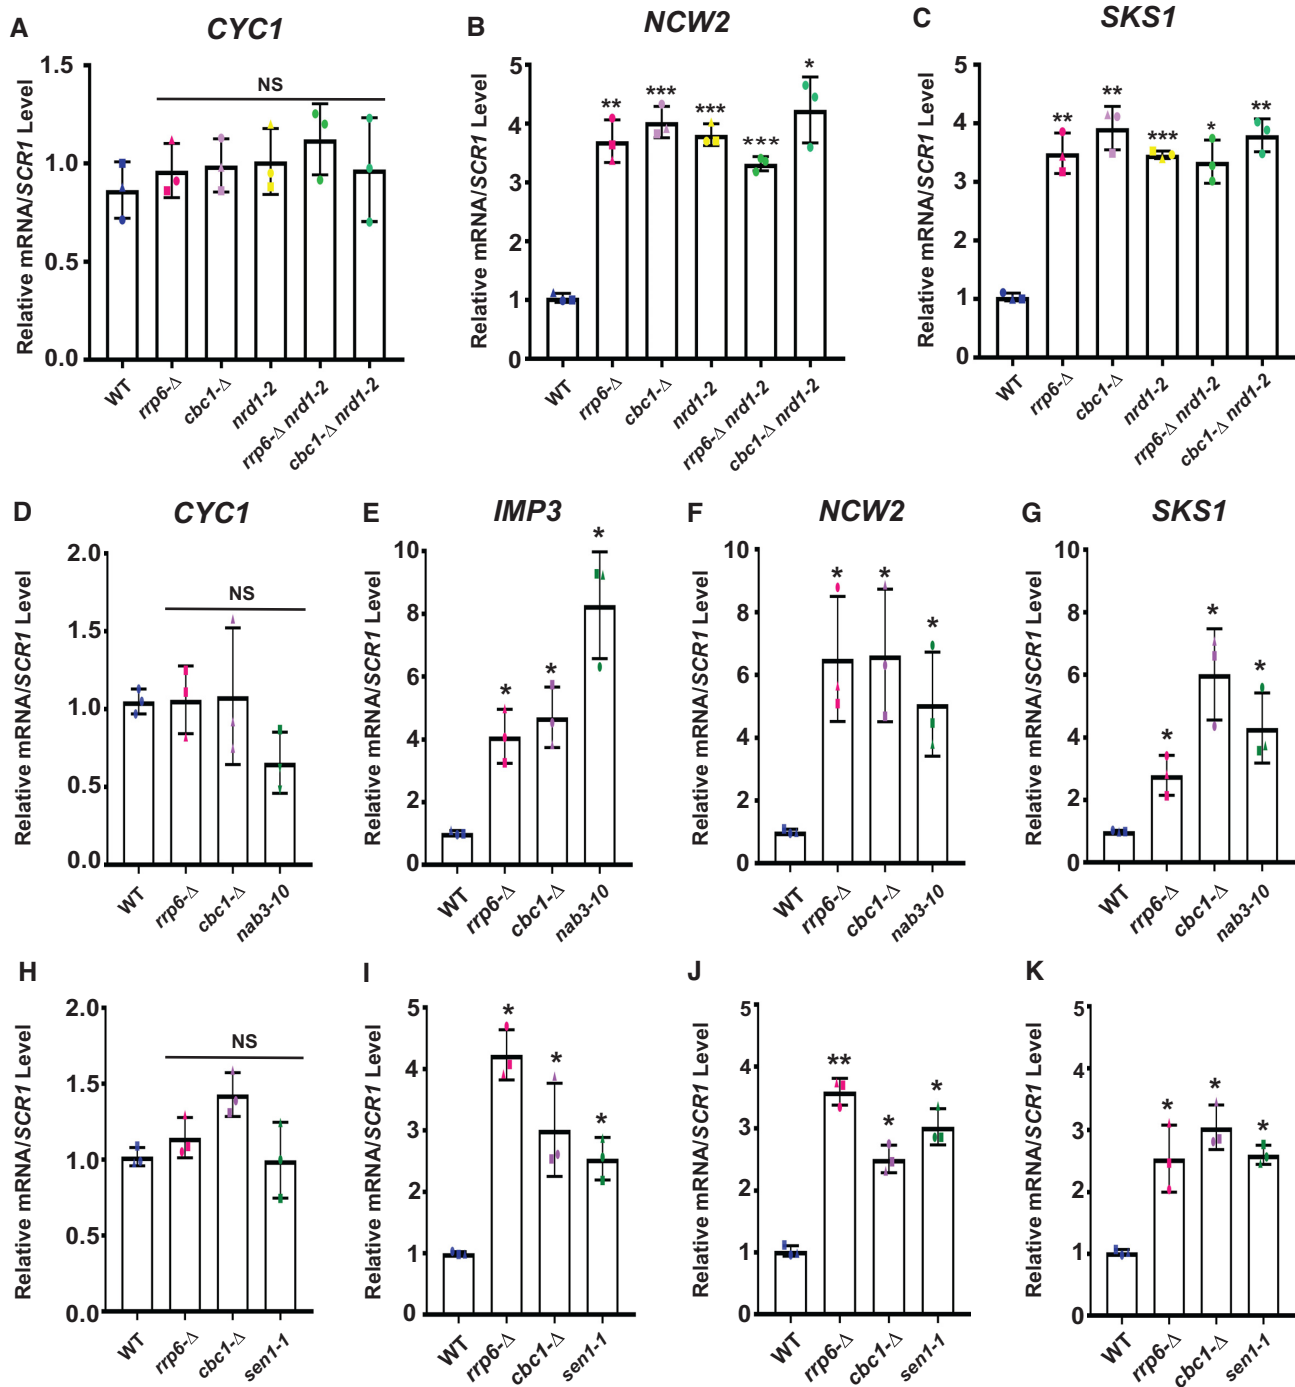 A
CYC1
Relative mRNA/SCR1 Level
1.5
1.0
0.5
0.0
NS
WT
rrp6-Δ
cbc1-Δ
nrd1-2
rrp6-Δ nrd1-2
cbc1-Δ nrd1-2
B
NCW2
Relative mRNA/SCR1 Level
5
4
3
2
1
0
**
***
***
***
*
WT
rrp6-Δ
cbc1-Δ
nrd1-2
rrp6-Δ nrd1-2
cbc1-Δ nrd1-2
C
SKS1
Relative mRNA/SCR1 Level
5
4
3
2
1
0
**
**
***
*
**
WT
rrp6-Δ
cbc1-Δ
nrd1-2
rrp6-Δ nrd1-2
cbc1-Δ nrd1-2
D
CYC1
Relative mRNA/SCR1 Level
2.0
1.5
1.0
0.5
0.0
NS
WT
rrp6-Δ
cbc1-Δ
nab3-10
E
IMP3
Relative mRNA/SCR1 Level
10
8
6
4
2
0
*
*
*
WT
rrp6-Δ
cbc1-Δ
nab3-10
F
NCW2
Relative mRNA/SCR1 Level
10
8
6
4
2
0
*
*
*
WT
rrp6-Δ
cbc1-Δ
nab3-10
G
SKS1
Relative mRNA/SCR1 Level
10
8
6
4
2
0
*
*
*
WT
rrp6-Δ
cbc1-Δ
nab3-10
H
Relative mRNA/SCR1 Level
2.0
1.5
1.0
0.5
0.0
NS
WT
rrp6-Δ
cbc1-Δ
sen1-1
I
Relative mRNA/SCR1 Level
5
4
3
2
1
0
*
*
*
WT
rrp6-Δ
cbc1-Δ
sen1-1
J
Relative mRNA/SCR1 Level
5
4
3
2
1
0
**
*
*
WT
rrp6-Δ
cbc1-Δ
sen1-1
K
Relative mRNA/SCR1 Level
5
4
3
2
1
0
*
*
*
WT
rrp6-Δ
cbc1-Δ
sen1-1